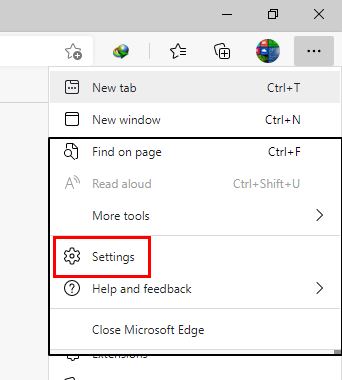 New tab Ctrl+T
New window Ctrl+N
Find on page Ctrl+F
Read aloud Ctrl+Shift+U
More tools
Settings
Help and feedback
Close Microsoft Edge
Extensions